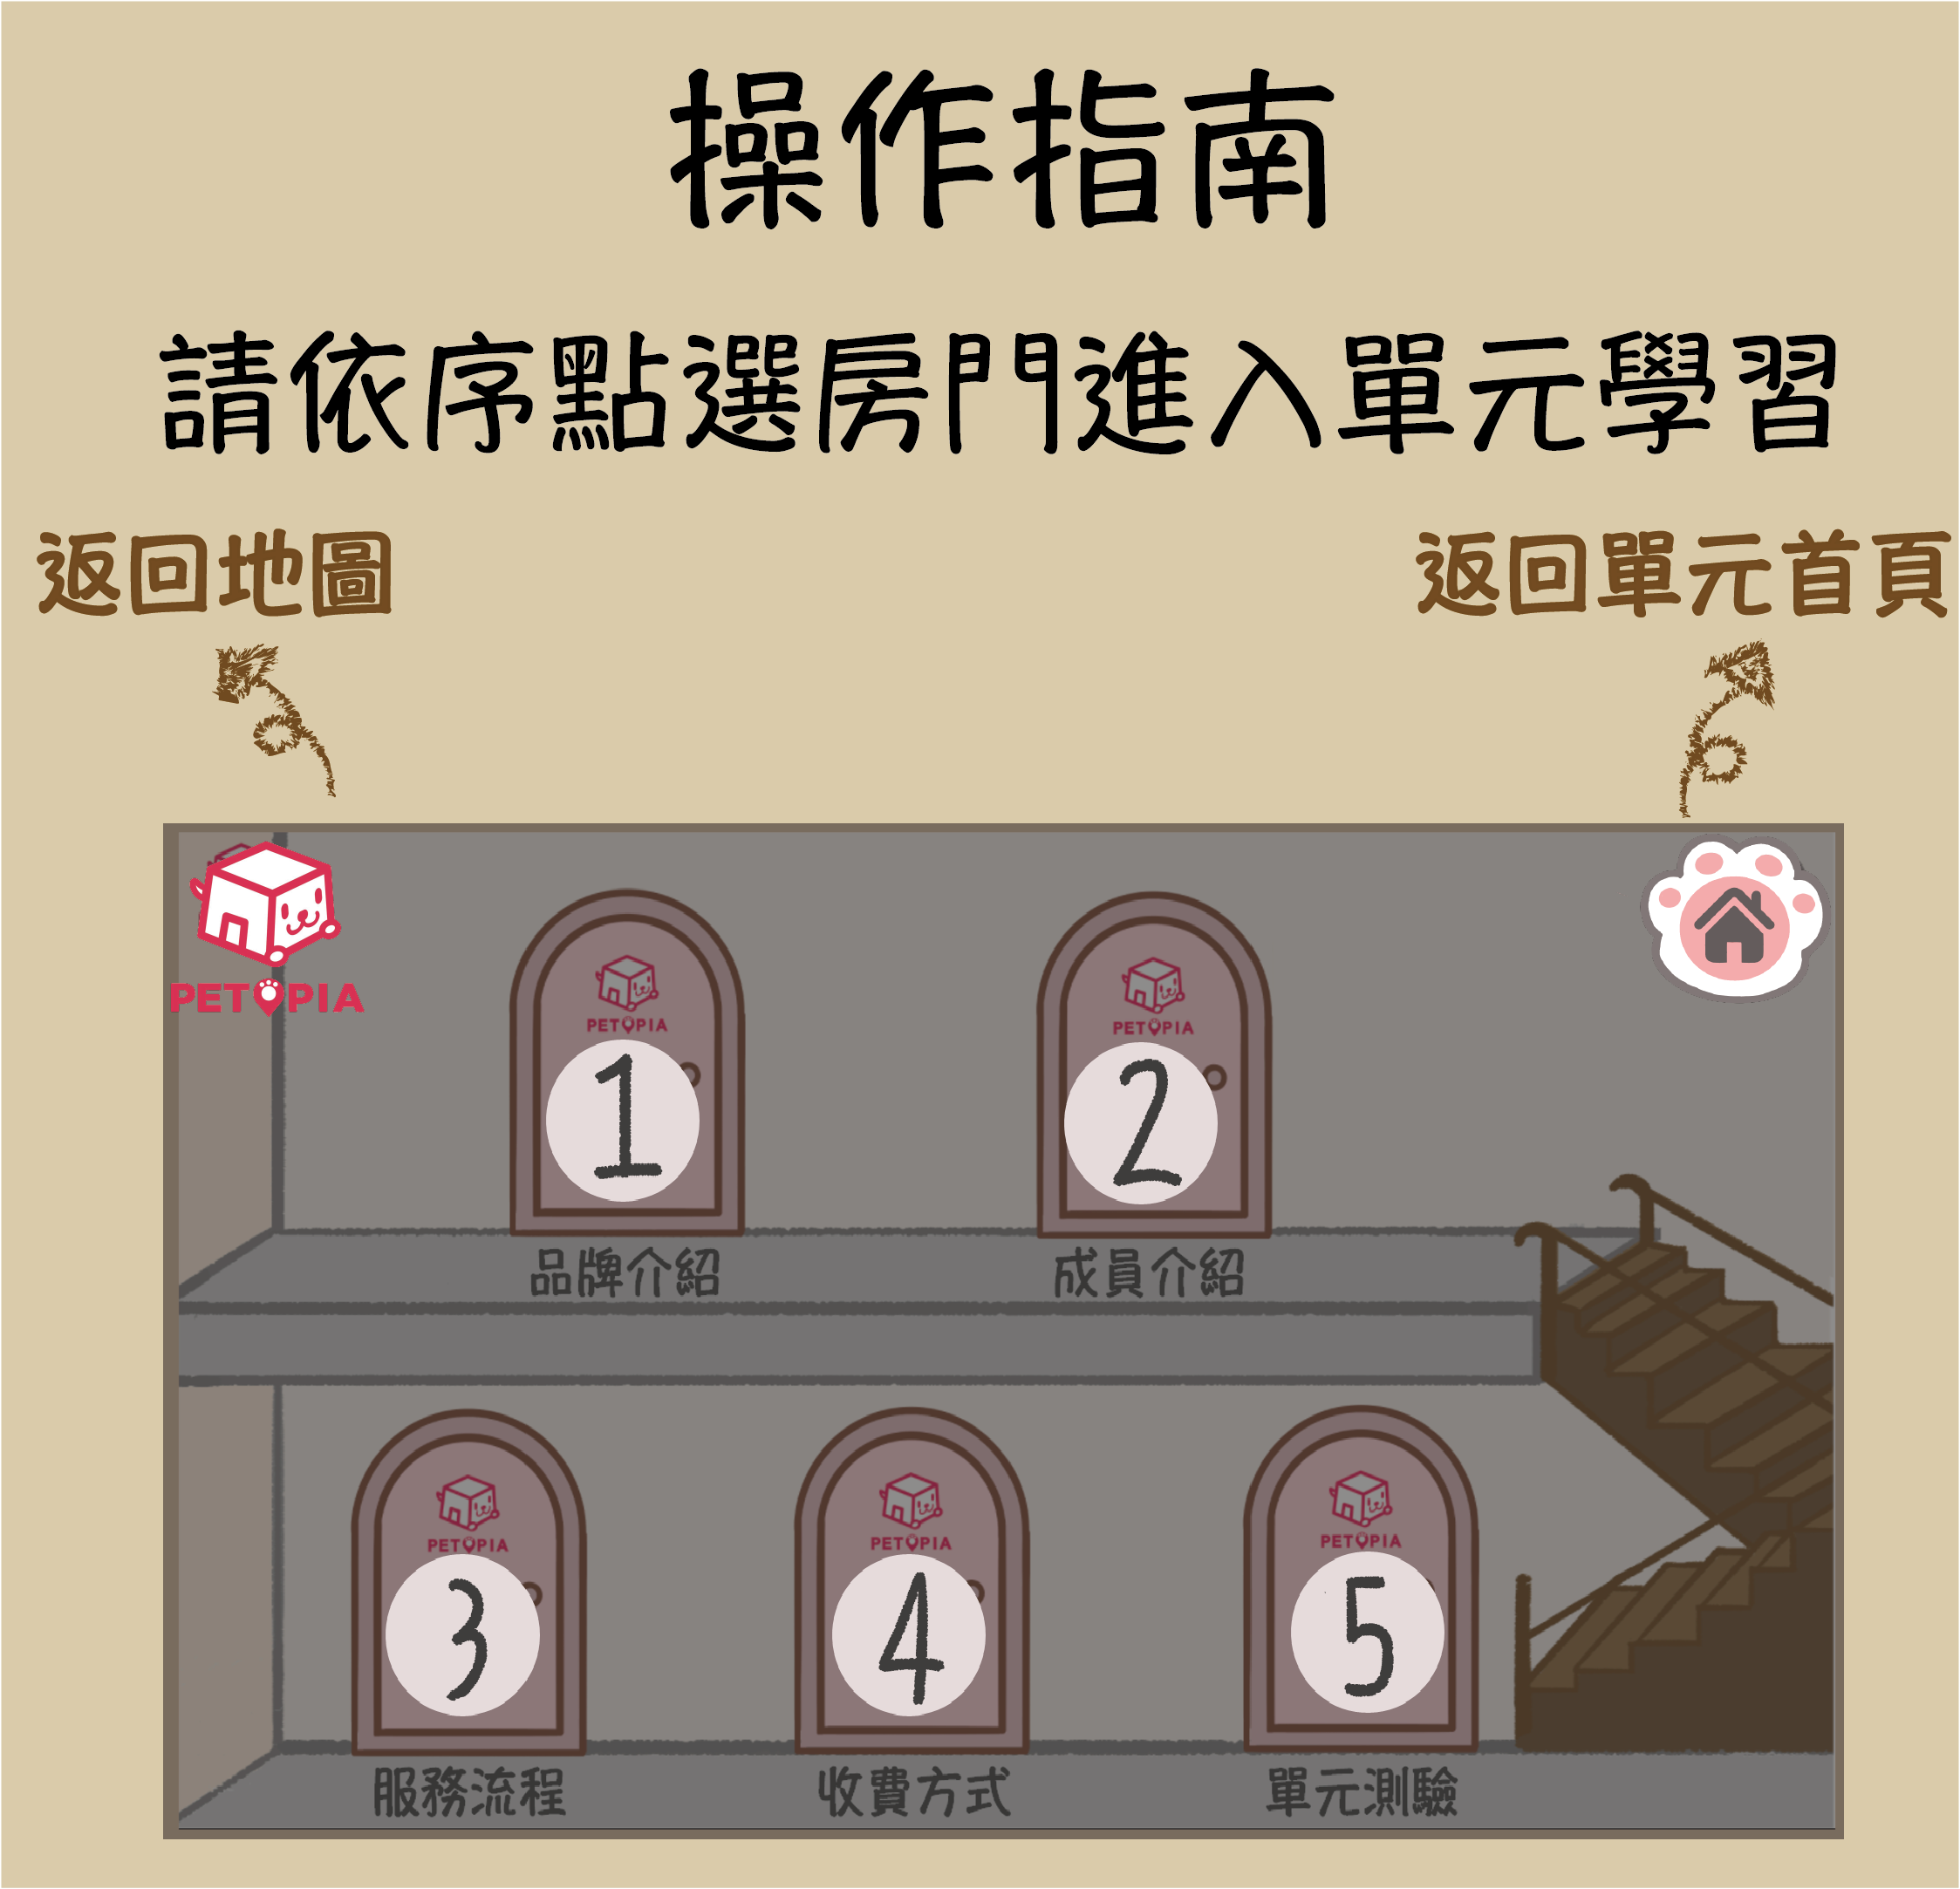 操作指南
請依序點選房門進入單元學習
返回地圖
返回單元首頁
PETOPIA
PETOPIA
1
品牌介紹
PETOPIA
2
成員介紹
PETOPIA
3
服務流程
PETOPIA
4
收費方式
PETOPIA
5
單元測驗